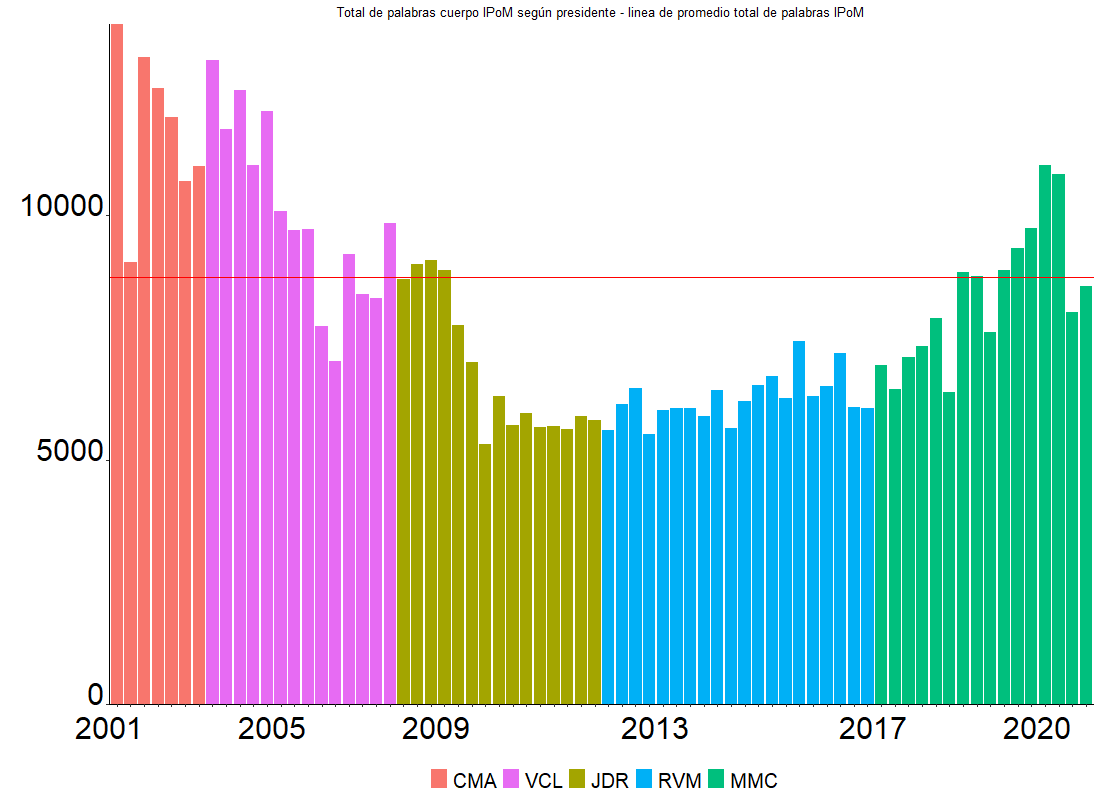 Total de palabras cuerpo IPoM según presidente - linea de promedio total de palabras IPoM
10000
5000
0
2001 2005 2009 2013 2017 2020
CMA VCL JDR RVM MMC